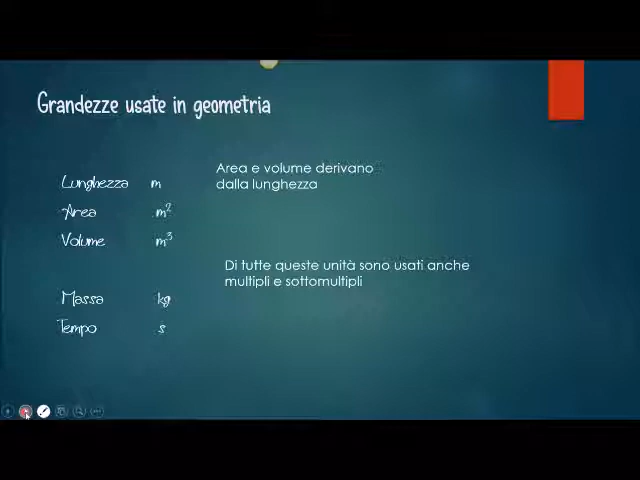 Grandezze usate in geometria
Lunghezza m
Area e volume derivano
dalla lunghezza
Area m²
Volume m³
Di tutte queste unità sono usati anche
multipli e sottomultipli
Massa kg
Tempo s